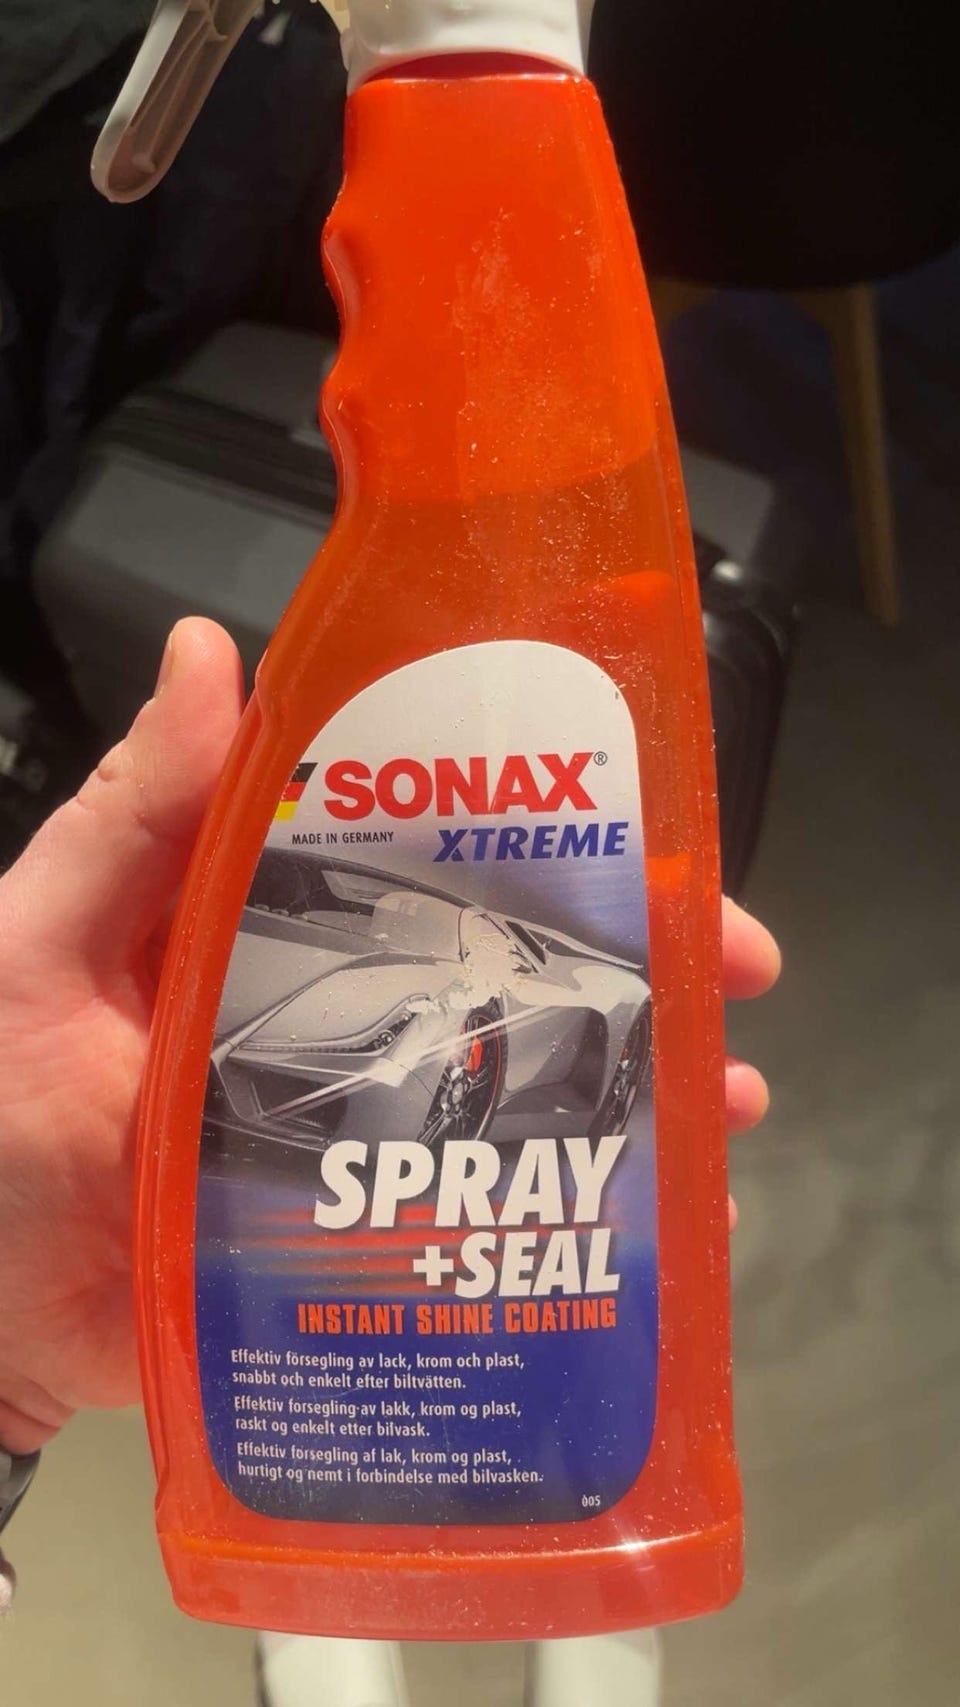 SONAX®
MADE IN GERMANY
XTREME
SPRAY
+SEAL
INSTANT SHINE COATING
Effektiv försegling av lack, krom och plast,
snabbt och enkelt efter biltvätten.
Effektiv forsegling av lakk, krom og plast,
raskt og enkelt etter bilvask.
Effektiv forsegling af lak, krom og plast,
hurtigt og nemt i forbindelse med bilvasken.
005